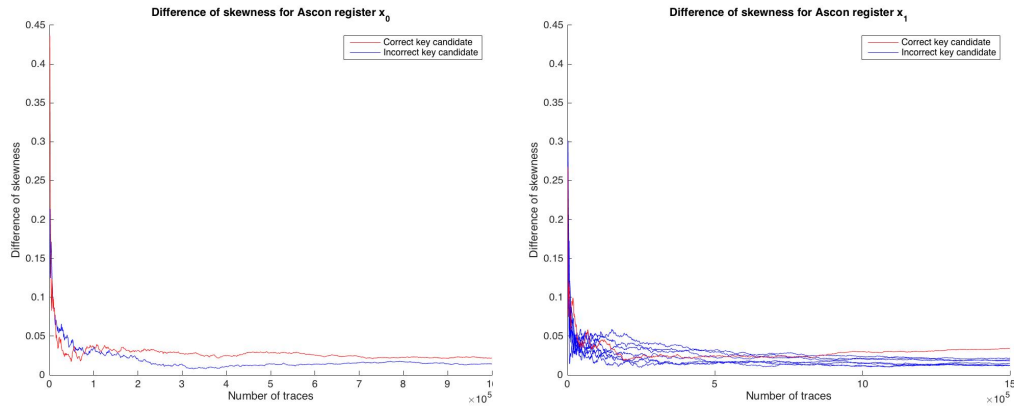 Difference of skewness for Ascon register x0
Correct key candidate
Incorrect key candidate
Difference of skewness
0.45
0.4
0.35
0.3
0.25
0.2
0.15
0.1
0.05
0
0 1 2 3 4 5 6 7 8 9 10
Number of traces
×10^5
Difference of skewness for Ascon register x1
Correct key candidate
Incorrect key candidate
Difference of skewness
0.45
0.4
0.35
0.3
0.25
0.2
0.15
0.1
0.05
0
0 5 10 15
Number of traces
×10^5